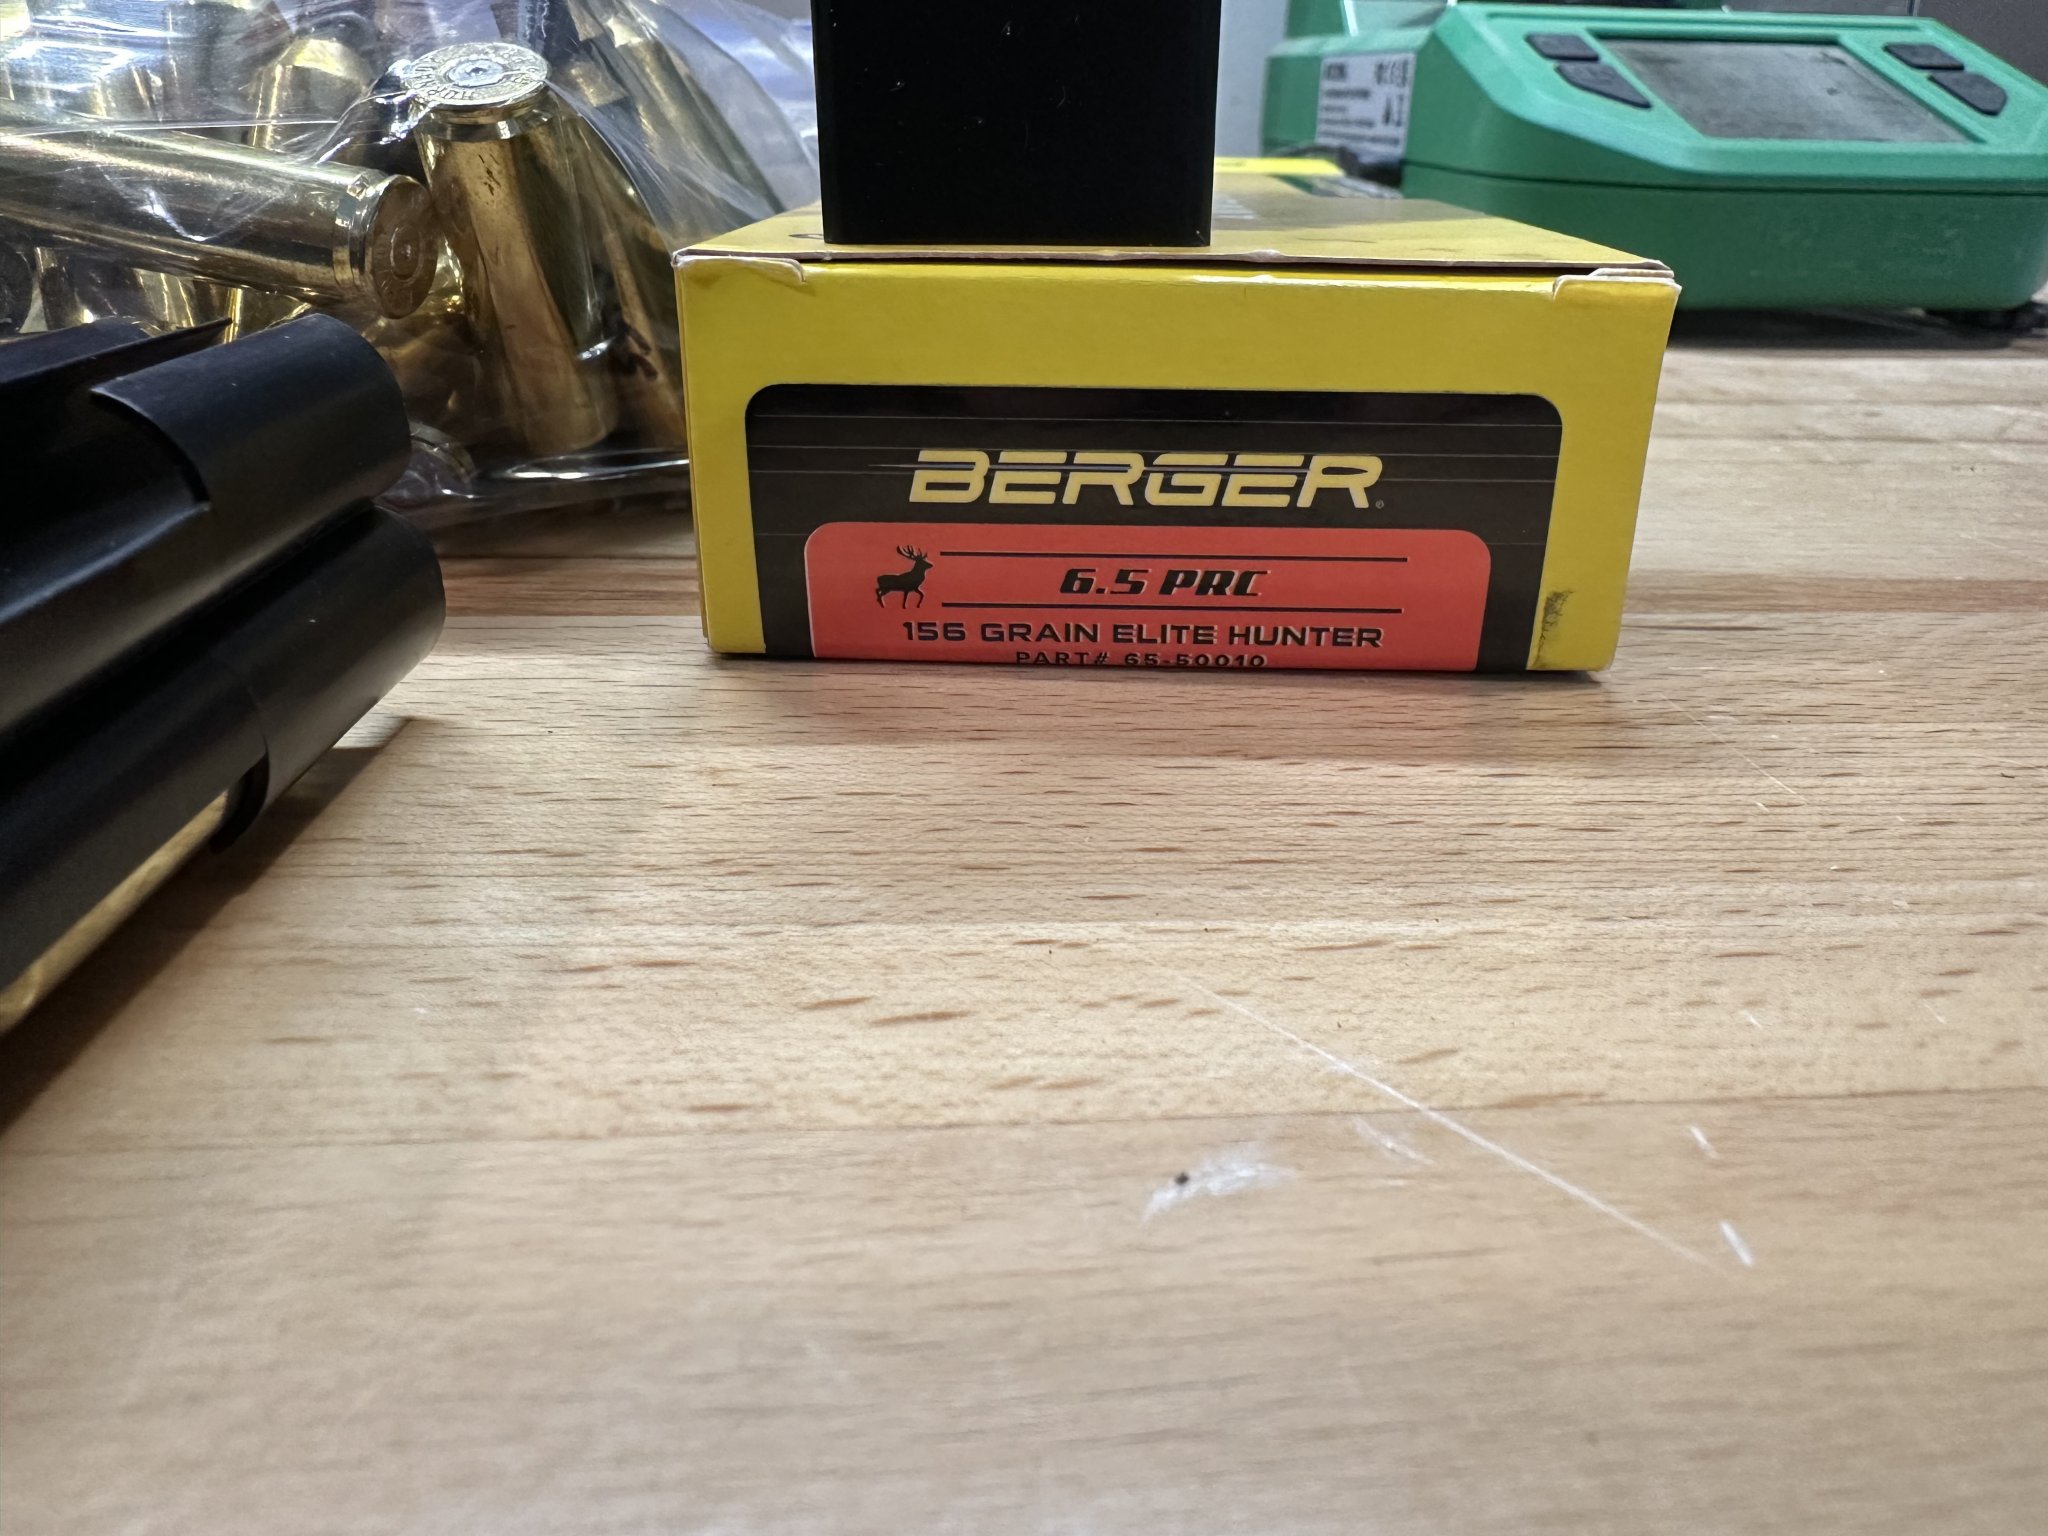 BERGER®
6.5 PRC
156 GRAIN ELITE HUNTER
PART# 65-50010